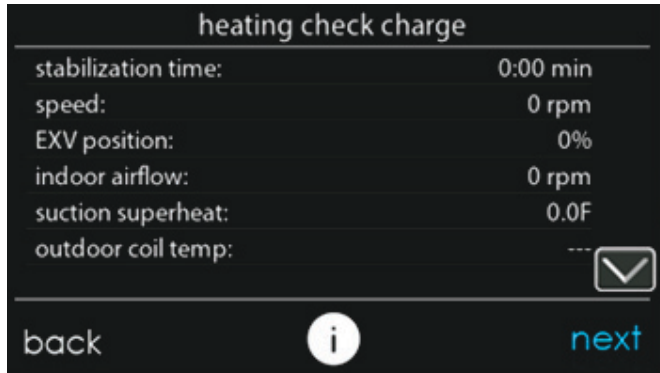 heating check charge
stabilization time: 0:00 min
speed: 0 rpm
EXV position: 0%
indoor airflow: 0 rpm
suction superheat: 0.0F
outdoor coil temp: ---
back i next